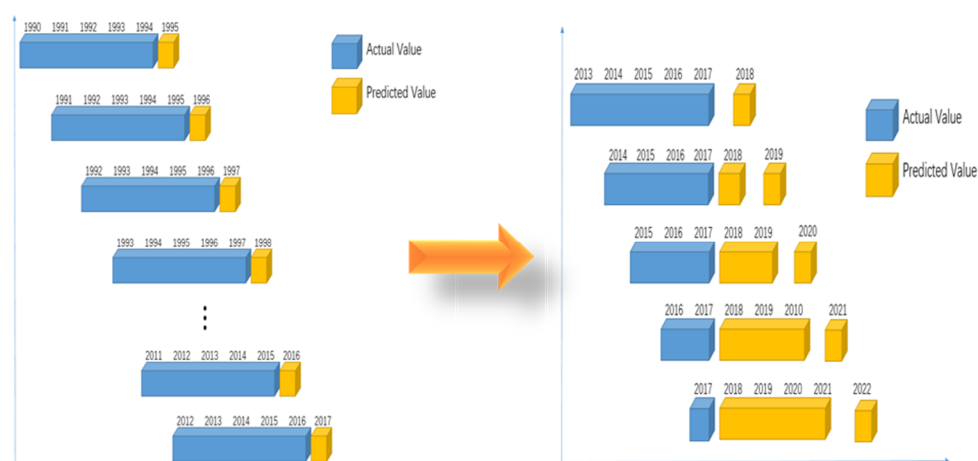 1990 1991 1992 1993 1994 1995
Actual Value
Predicted Value
1991 1992 1993 1994 1995 1996
1992 1993 1994 1995 1996 1997
1993 1994 1995 1996 1997 1998
2011 2012 2013 2014 2015 2016
2012 2013 2014 2015 2016 2017
2013 2014 2015 2016 2017 2018
Actual Value
Predicted Value
2014 2015 2016 2017 2018 2019
2015 2016 2017 2018 2019 2020
2016 2017 2018 2019 2010 2021
2017 2018 2019 2020 2021 2022